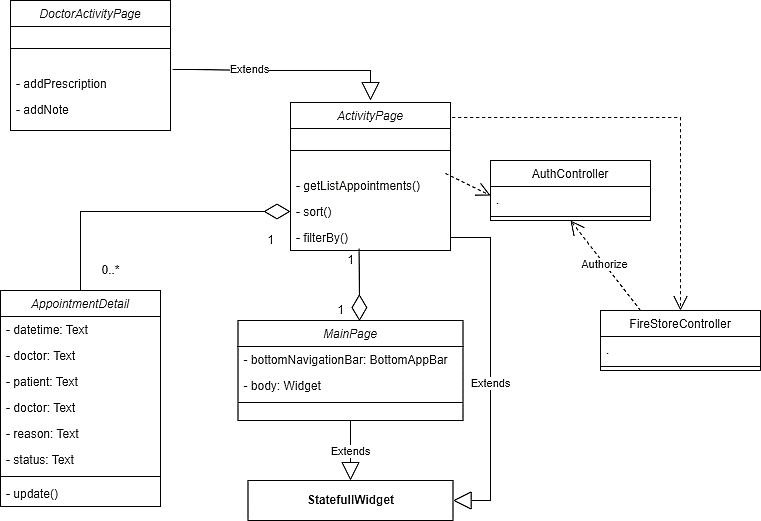 DoctorActivityPage
- addPrescription
- addNote
Extends
ActivityPage
- getListAppointments()
- sort()
- filterBy()
AuthController
.
1
1
0..*
Authorize
AppointmentDetail
- datetime: Text
- doctor: Text
- patient: Text
- doctor: Text
- reason: Text
- status: Text
- update()
1
MainPage
- bottomNavigationBar: BottomAppBar
- body: Widget
FireStoreController
.
Extends
Extends
StatefullWidget